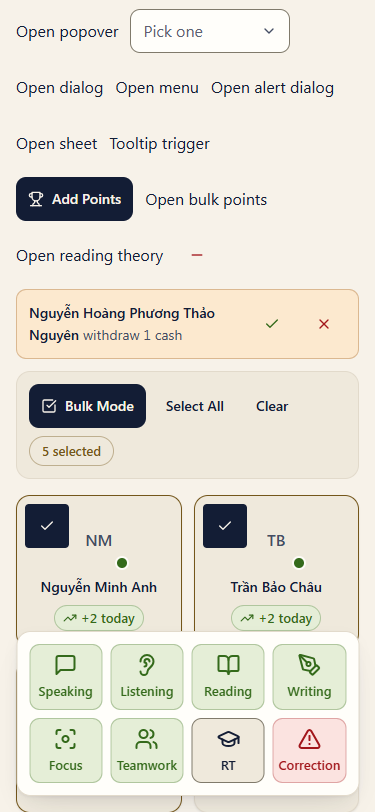 Open popover
Pick one
Open dialog Open menu Open alert dialog
Open sheet Tooltip trigger
Add Points Open bulk points
Open reading theory
Nguyễn Hoàng Phương Thảo
Nguyên withdraw 1 cash
Bulk Mode Select All Clear
5 selected
NM
TB
Nguyễn Minh Anh
Trần Bảo Châu
+2 today
+2 today
Speaking Listening Reading Writing
Focus Teamwork RT Correction